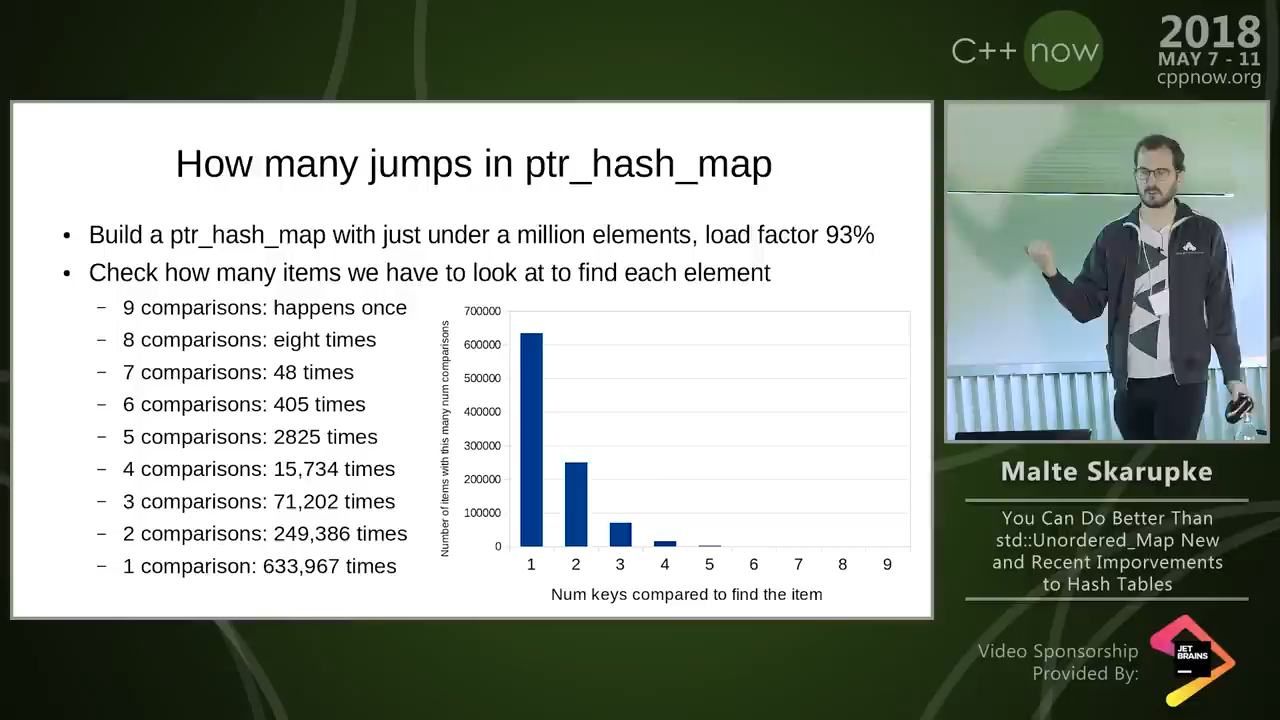 C++ now
2018
MAY 7 - 11
cppnow.org
How many jumps in ptr_hash_map
• Build a ptr_hash_map with just under a million elements, load factor 93%
• Check how many items we have to look at to find each element
– 9 comparisons: happens once
– 8 comparisons: eight times
– 7 comparisons: 48 times
– 6 comparisons: 405 times
– 5 comparisons: 2825 times
– 4 comparisons: 15,734 times
– 3 comparisons: 71,202 times
– 2 comparisons: 249,386 times
– 1 comparison: 633,967 times
Number of items with this many num comparisons
700000
600000
500000
400000
300000
200000
100000
0
1 2 3 4 5 6 7 8 9
Num keys compared to find the item
Malte Skarupke
You Can Do Better Than
std::Unordered_Map New
and Recent Imporvements
to Hash Tables
Video Sponsorship
Provided By:
JET
BRAINS